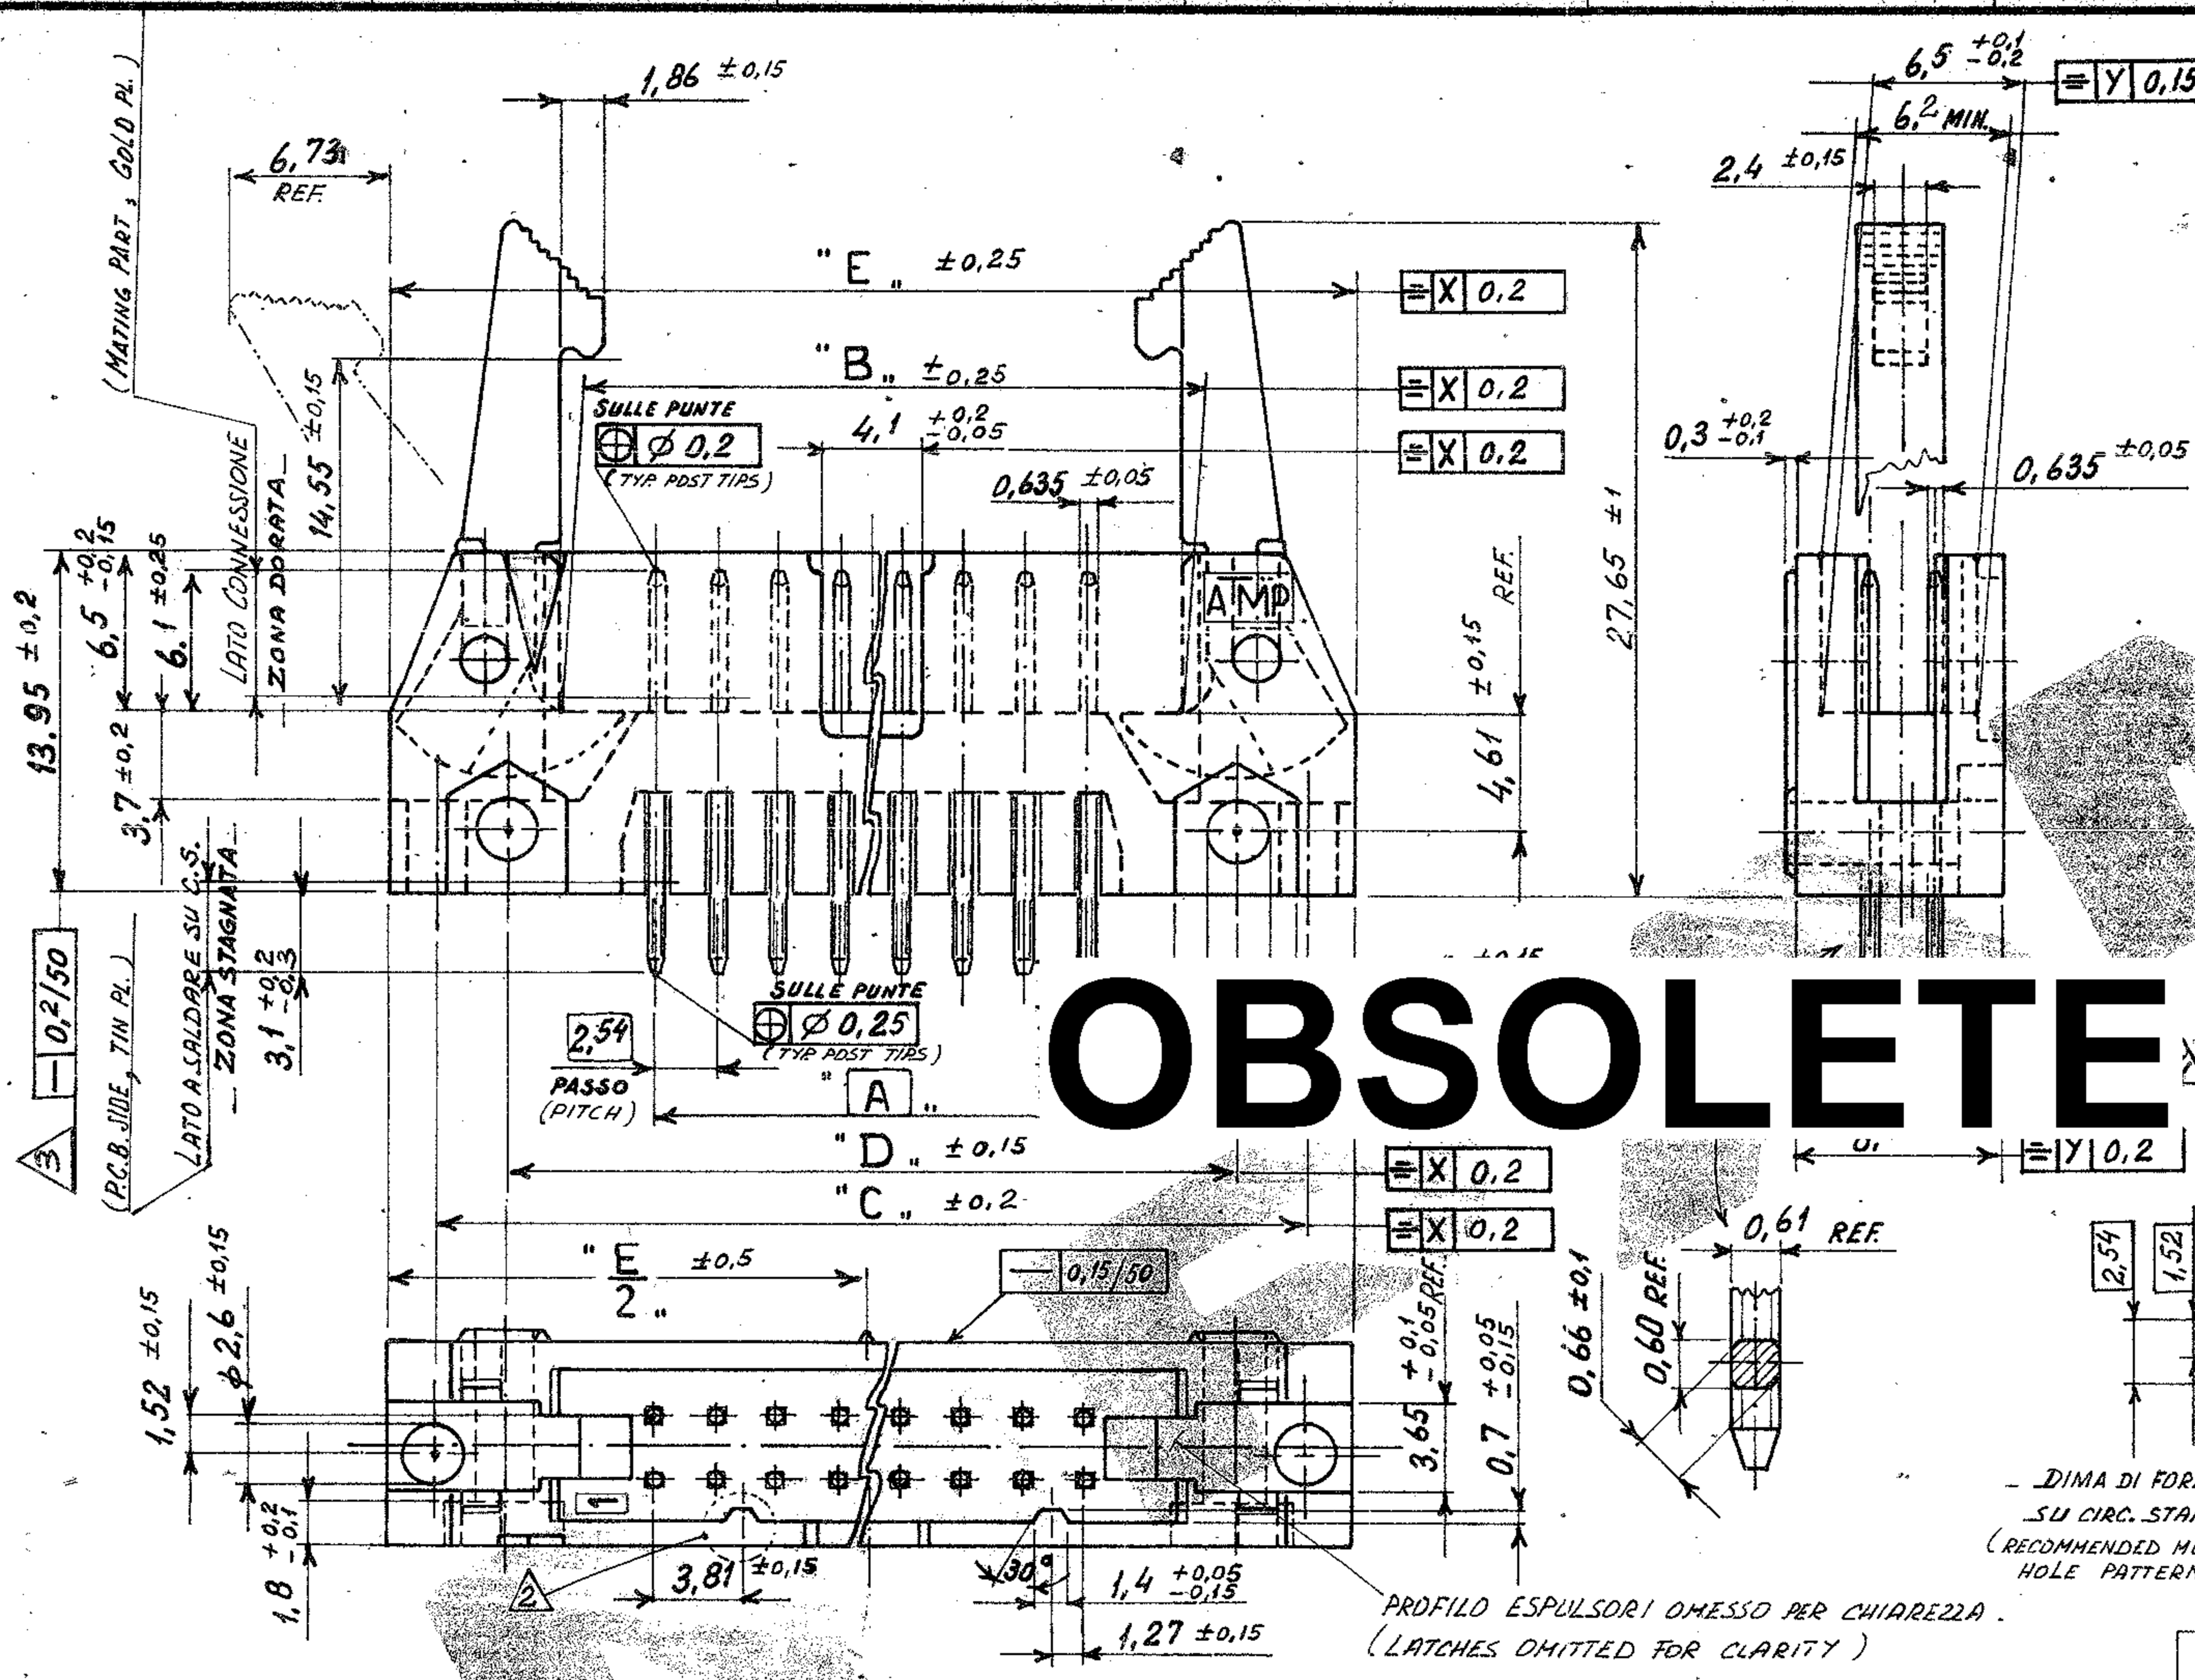 1,86 ±0,15
6,5 +0,1 -0,2
= Y 0,15
6,2 MIN.
2,4 ±0,15
(MATING PART, GOLD PL.)
6,73
REF.
"E" ±0,25
= X 0,2
"B" ±0,25
= X 0,2
SULLE PUNTE
⌖ Ø 0,2
(TYP. POST TIPS)
4,1 +0,2 -0,05
= X 0,2
0,635 ±0,05
0,3 +0,2 -0,1
0,635 ±0,05
14,55 ±0,15
LATO CONNESSIONE
ZONA DORATA
27,65 ±1
13.95 ±0,2
6,5 +0,2 -0,15
6.1 ±0,25
3,7 ±0,2
AMP
4,61 ±0,15 REF.
LATO A SALDARE SU C.S.
ZONA STAGNATA
(P.C.B. SIDE, TIN PL.)
3,1 +0,2 -0,3
— 0,2/50
3
SULLE PUNTE
⌖ Ø 0,25
(TYP. POST TIPS)
2,54
PASSO
(PITCH)
"A"
OBSOLETE
"D" ±0,15
= X 0,2
= Y 0,2
"C" ±0,2
= X 0,2
"E/2" ±0,5
— 0,15/50
0,61 REF.
0,66 ±0,1
0,60 REF.
2,54
1,52
1,52 ±0,15
Ø2,6 ±0,15
1,8 +0,2 -0,1
3,65 +0,1 -0,05 REF.
0,7 +0,05 -0,15
1
2
3,81 ±0,15
30°
1,4 +0,05 -0,15
1,27 ±0,15
DIMA DI FOR
SU CIRC. STA
(RECOMMENDED M
HOLE PATTERN
PROFILO ESPULSORI OMESSO PER CHIAREZZA.
(LATCHES OMITTED FOR CLARITY)